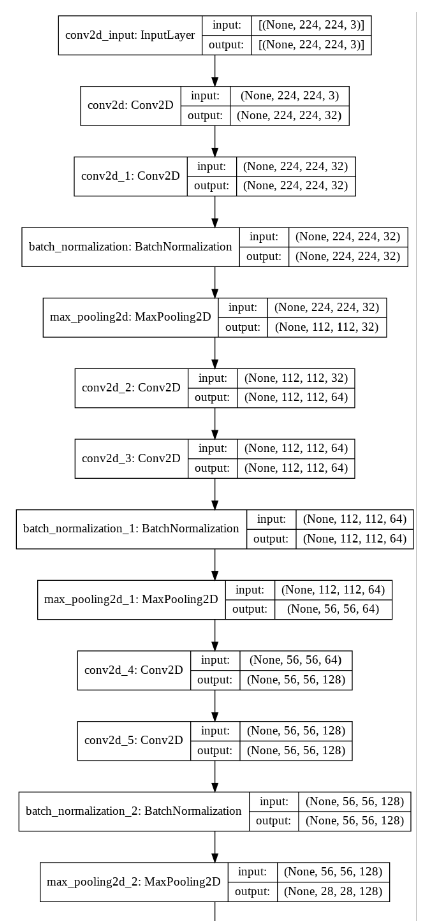 conv2d_input: InputLayer
input: [(None, 224, 224, 3)]
output: [(None, 224, 224, 3)]
conv2d: Conv2D
input: (None, 224, 224, 3)
output: (None, 224, 224, 32)
conv2d_1: Conv2D
input: (None, 224, 224, 32)
output: (None, 224, 224, 32)
batch_normalization: BatchNormalization
input: (None, 224, 224, 32)
output: (None, 224, 224, 32)
max_pooling2d: MaxPooling2D
input: (None, 224, 224, 32)
output: (None, 112, 112, 32)
conv2d_2: Conv2D
input: (None, 112, 112, 32)
output: (None, 112, 112, 64)
conv2d_3: Conv2D
input: (None, 112, 112, 64)
output: (None, 112, 112, 64)
batch_normalization_1: BatchNormalization
input: (None, 112, 112, 64)
output: (None, 112, 112, 64)
max_pooling2d_1: MaxPooling2D
input: (None, 112, 112, 64)
output: (None, 56, 56, 64)
conv2d_4: Conv2D
input: (None, 56, 56, 64)
output: (None, 56, 56, 128)
conv2d_5: Conv2D
input: (None, 56, 56, 128)
output: (None, 56, 56, 128)
batch_normalization_2: BatchNormalization
input: (None, 56, 56, 128)
output: (None, 56, 56, 128)
max_pooling2d_2: MaxPooling2D
input: (None, 56, 56, 128)
output: (None, 28, 28, 128)